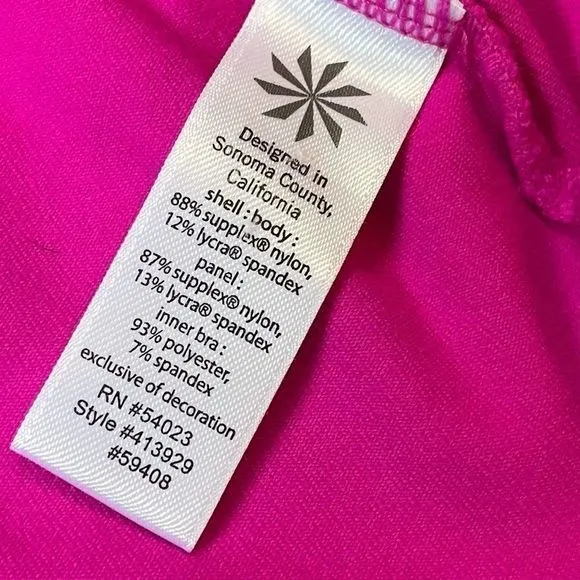 Designed in
Sonoma County,
California
shell : body :
88% supplex® nylon,
12% lycra® spandex
panel :
87% supplex® nylon,
13% lycra® spandex
inner bra :
93% polyester,
7% spandex
exclusive of decoration
RN #54023
Style #413929
#59408